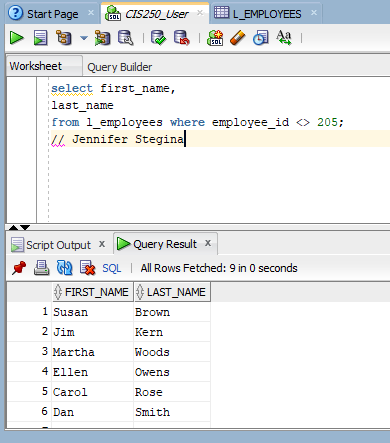 Start Page CIS250_User L_EMPLOYEES
SQL
Aa
Worksheet Query Builder
select first_name,
last_name
from l_employees where employee_id <> 205;
// Jennifer Stegina
Script Output x Query Result x
SQL All Rows Fetched: 9 in 0 seconds
FIRST_NAME LAST_NAME
1 Susan Brown
2 Jim Kern
3 Martha Woods
4 Ellen Owens
5 Carol Rose
6 Dan Smith